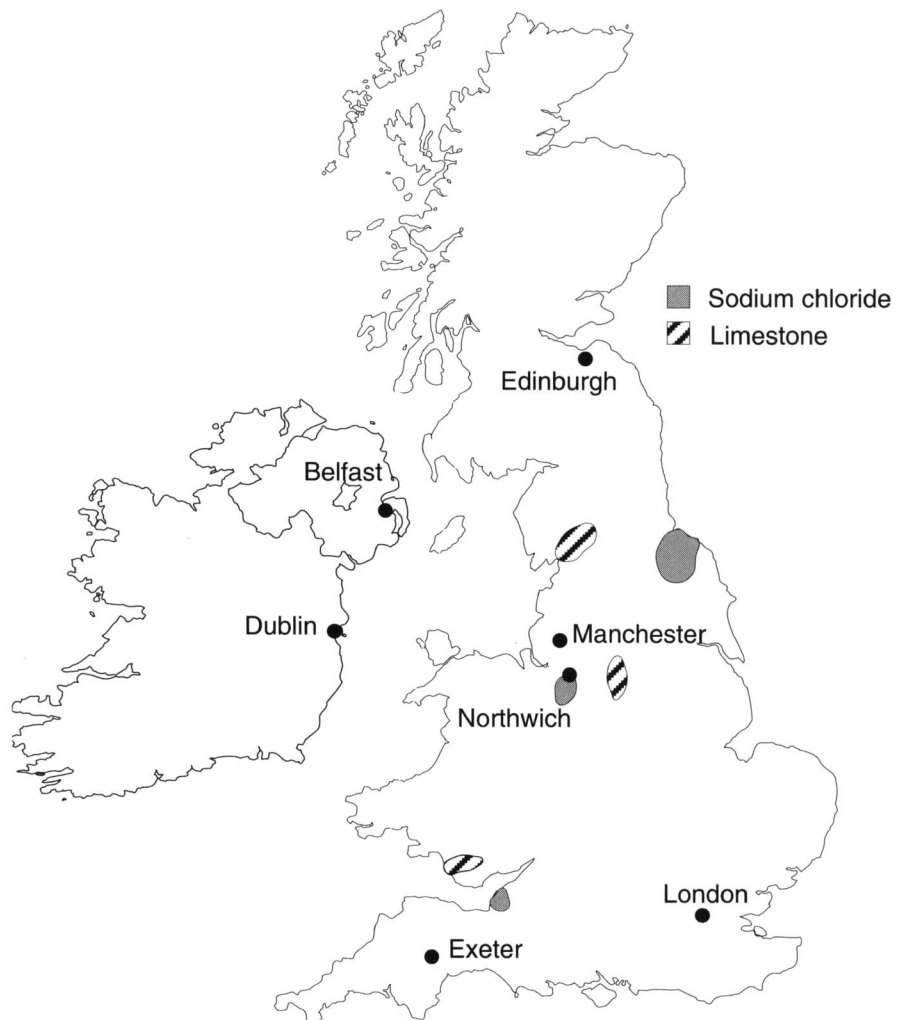 Sodium chloride
Limestone
Edinburgh
Belfast
Dublin
Manchester
Northwich
London
Exeter